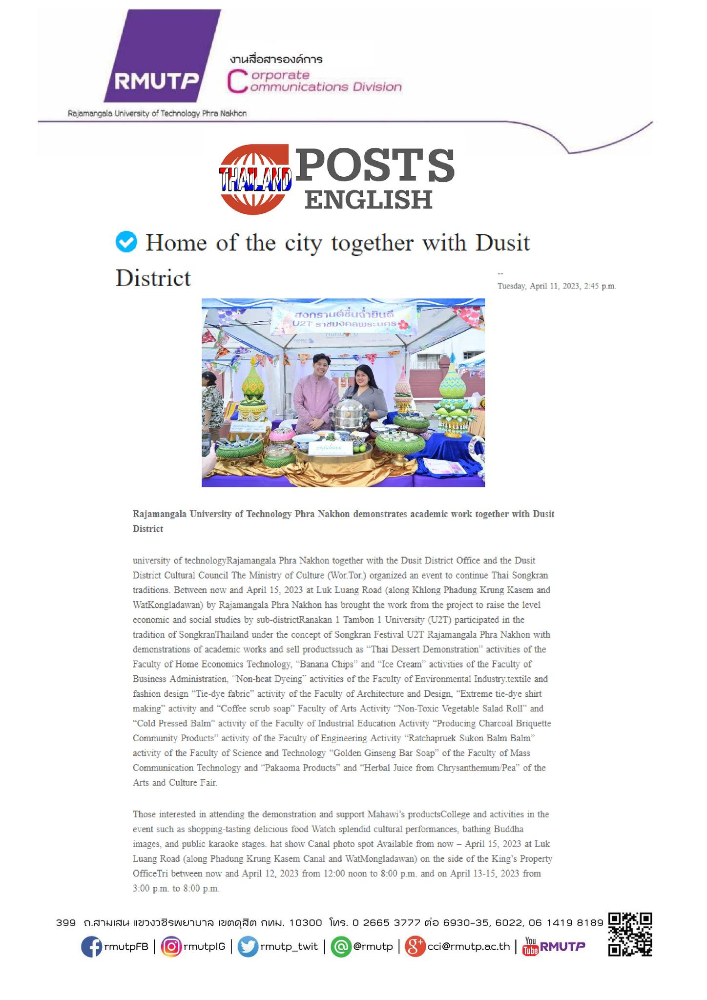 RMUTP
งานสื่อสารองค์การ
Corporate
Communications Division
Rajamangala University of Technology Phra Nakhon
THAILAND
POSTS
ENGLISH
Home of the city together with Dusit
District
--
Tuesday, April 11, 2023, 2:45 p.m.
สงกรานต์ชื่นฉ่ำยินดี
U2T ราชมงคลพระนคร
Rajamangala University of Technology Phra Nakhon demonstrates academic work together with Dusit
District
university of technologyRajamangala Phra Nakhon together with the Dusit District Office and the Dusit
District Cultural Council The Ministry of Culture (Wor.Tor.) organized an event to continue Thai Songkran
traditions. Between now and April 15, 2023 at Luk Luang Road (along Khlong Phadung Krung Kasem and
WatKongladawan) by Rajamangala Phra Nakhon has brought the work from the project to raise the level
economic and social studies by sub-districtRanakan 1 Tambon 1 University (U2T) participated in the
tradition of SongkranThailand under the concept of Songkran Festival U2T Rajamangala Phra Nakhon with
demonstrations of academic works and sell productssuch as “Thai Dessert Demonstration” activities of the
Faculty of Home Economics Technology, “Banana Chips” and “Ice Cream” activities of the Faculty of
Business Administration, “Non-heat Dyeing” activities of the Faculty of Environmental Industry.textile and
fashion design “Tie-dye fabric” activity of the Faculty of Architecture and Design, “Extreme tie-dye shirt
making” activity and “Coffee scrub soap” Faculty of Arts Activity “Non-Toxic Vegetable Salad Roll” and
“Cold Pressed Balm” activity of the Faculty of Industrial Education Activity “Producing Charcoal Briquette
Community Products” activity of the Faculty of Engineering Activity “Ratchapruek Sukon Balm Balm”
activity of the Faculty of Science and Technology “Golden Ginseng Bar Soap” of the Faculty of Mass
Communication Technology and “Pakaoma Products” and “Herbal Juice from Chrysanthemum/Pea” of the
Arts and Culture Fair.
Those interested in attending the demonstration and support Mahawi’s productsCollege and activities in the
event such as shopping-tasting delicious food Watch splendid cultural performances, bathing Buddha
images, and public karaoke stages. hat show Canal photo spot Available from now – April 15, 2023 at Luk
Luang Road (along Phadung Krung Kasem Canal and WatMongladawan) on the side of the King’s Property
OfficeTri between now and April 12, 2023 from 12:00 noon to 8:00 p.m. and on April 13-15, 2023 from
3:00 p.m. to 8:00 p.m.
399 ถ.สามเสน แขวงวชิรพยาบาล เขตดุสิต กทม. 10300 โทร. 0 2665 3777 ต่อ 6930-35, 6022, 06 1419 8189
rmutpFB | rmutpIG | rmutp_twit | @rmutp | cci@rmutp.ac.th | You Tube RMUTP